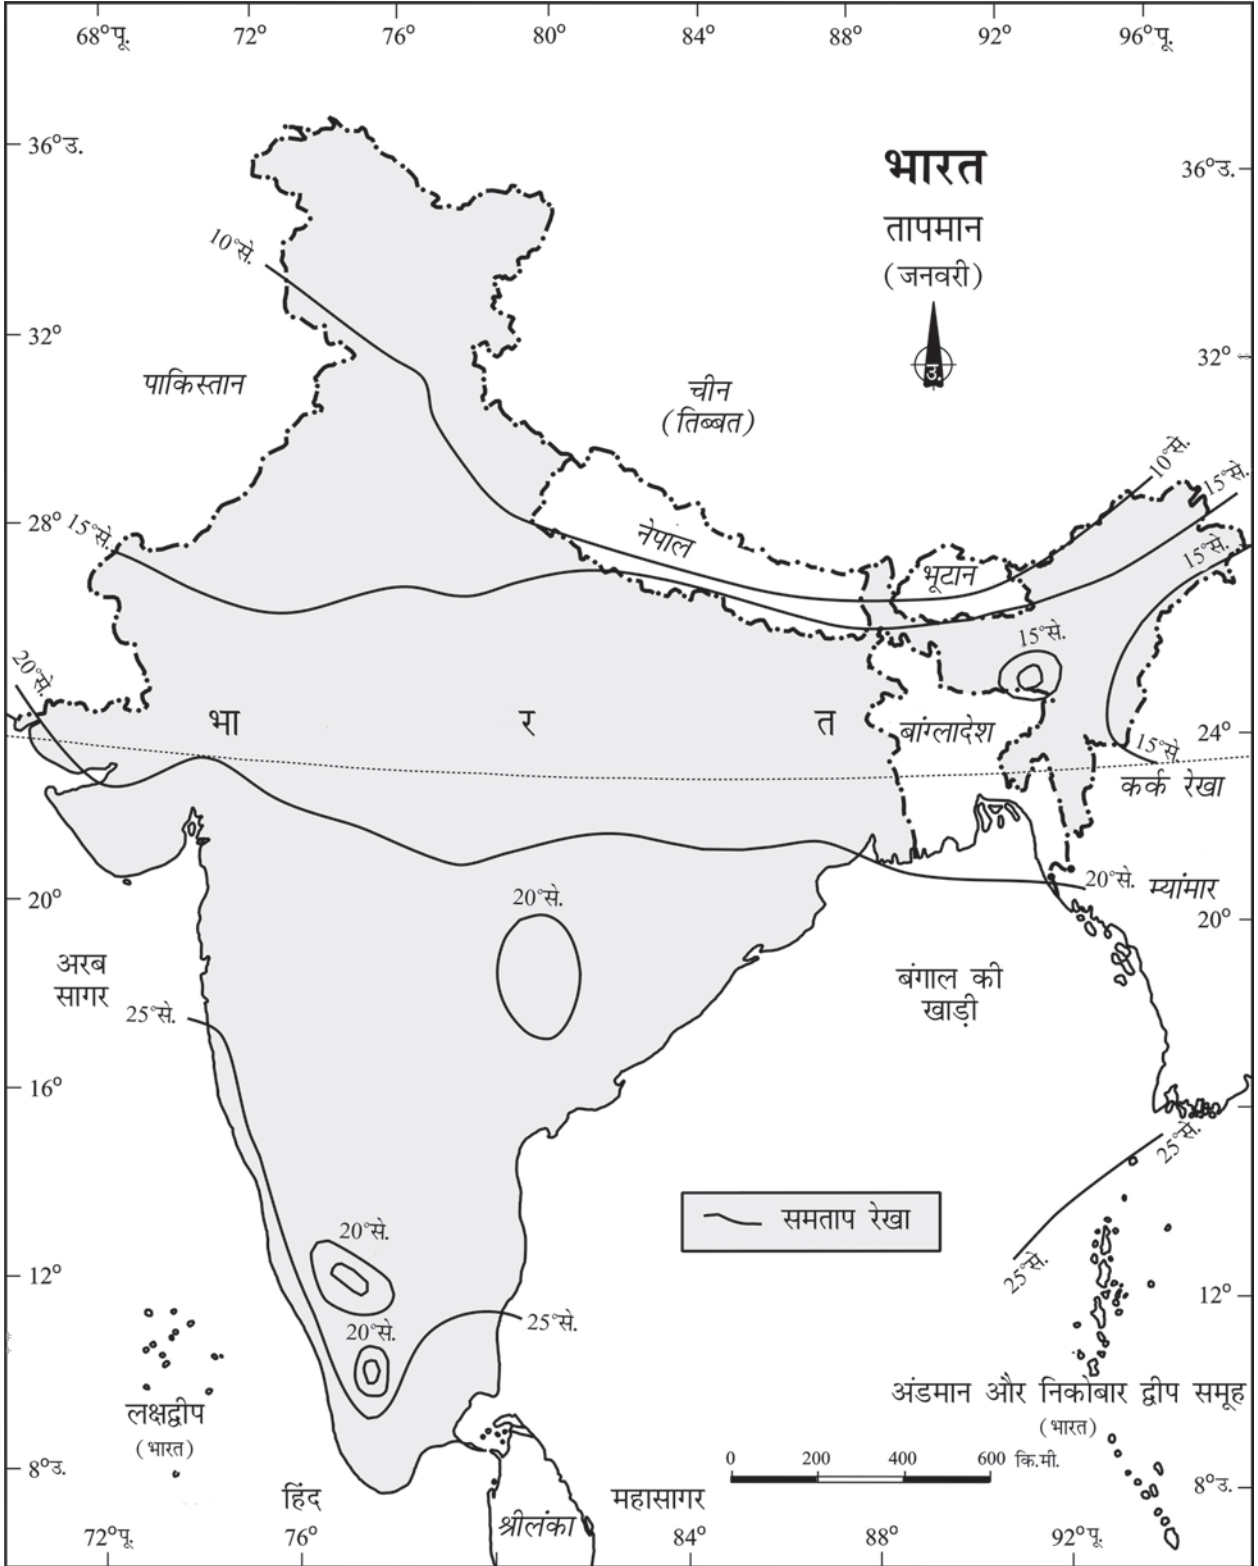 68°पू.
72°
76°
80°
84°
88°
92°
96°पू.
36°उ.
भारत
36°उ.
तापमान
10°से.
(जनवरी)
32°
32°
उ.
पाकिस्तान
चीन
(तिब्बत)
10°से.
15°से.
28°
15°से.
नेपाल
15°से.
भूटान
15°से.
20°से.
भा
र
त
बांग्लादेश
24°
15°से.
कर्क रेखा
20°से.
म्यांमार
20°
20°से.
20°
अरब
सागर
बंगाल की
खाड़ी
25°से.
16°
25°से.
समताप रेखा
20°से.
25°से.
12°
12°
20°से.
25°से.
अंडमान और निकोबार द्वीप समूह
(भारत)
लक्षद्वीप
(भारत)
0 200 400 600 कि.मी.
8°उ.
8°उ.
हिंद
महासागर
श्रीलंका
72°पू.
76°
84°
88°
92°पू.